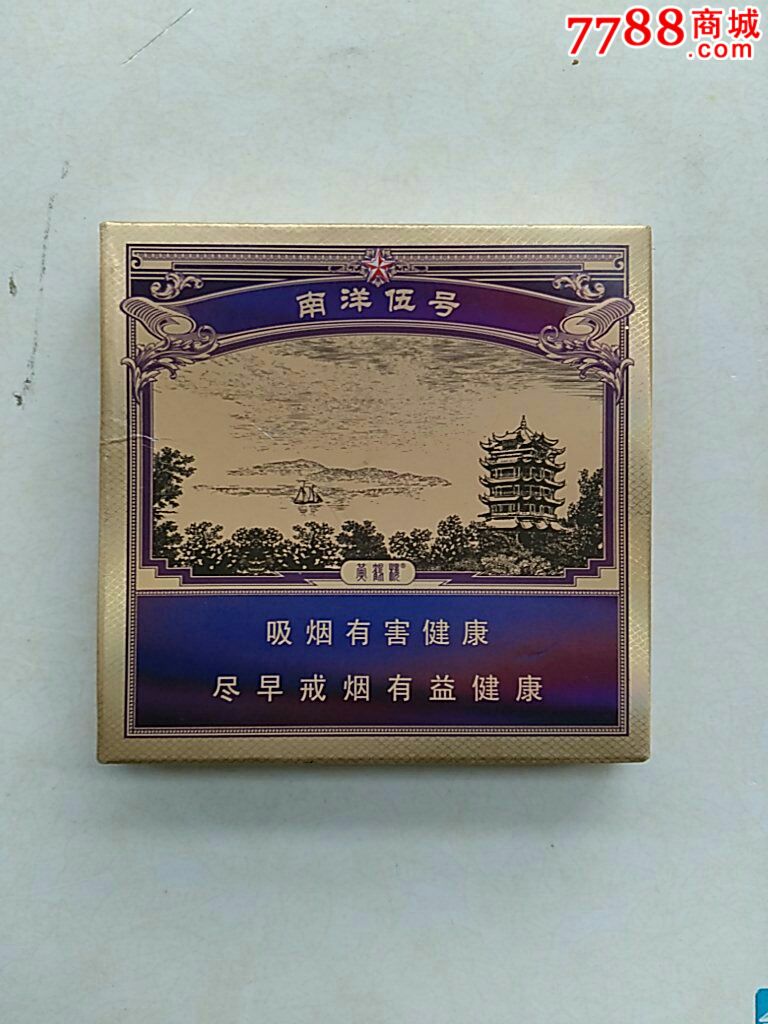 7788商城
.com
南洋伍号
黄鹤楼®
吸烟有害健康
尽早戒烟有益健康